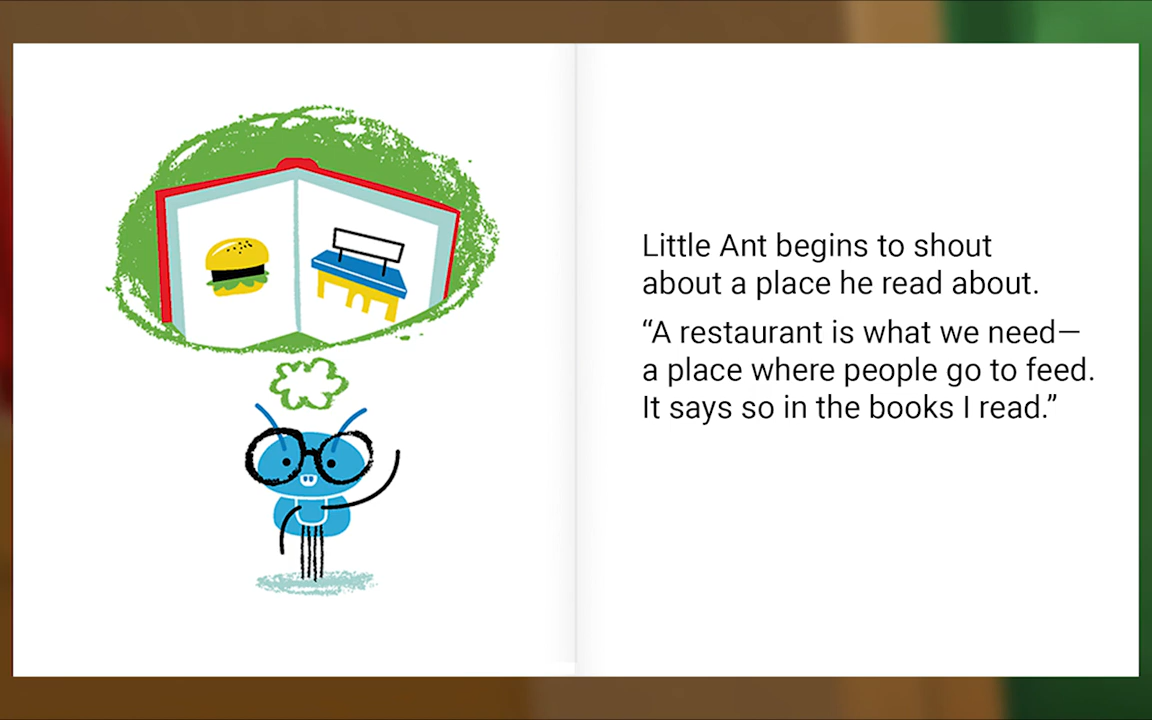 Little Ant begins to shout
about a place he read about.
“A restaurant is what we need—
a place where people go to feed.
It says so in the books I read.”